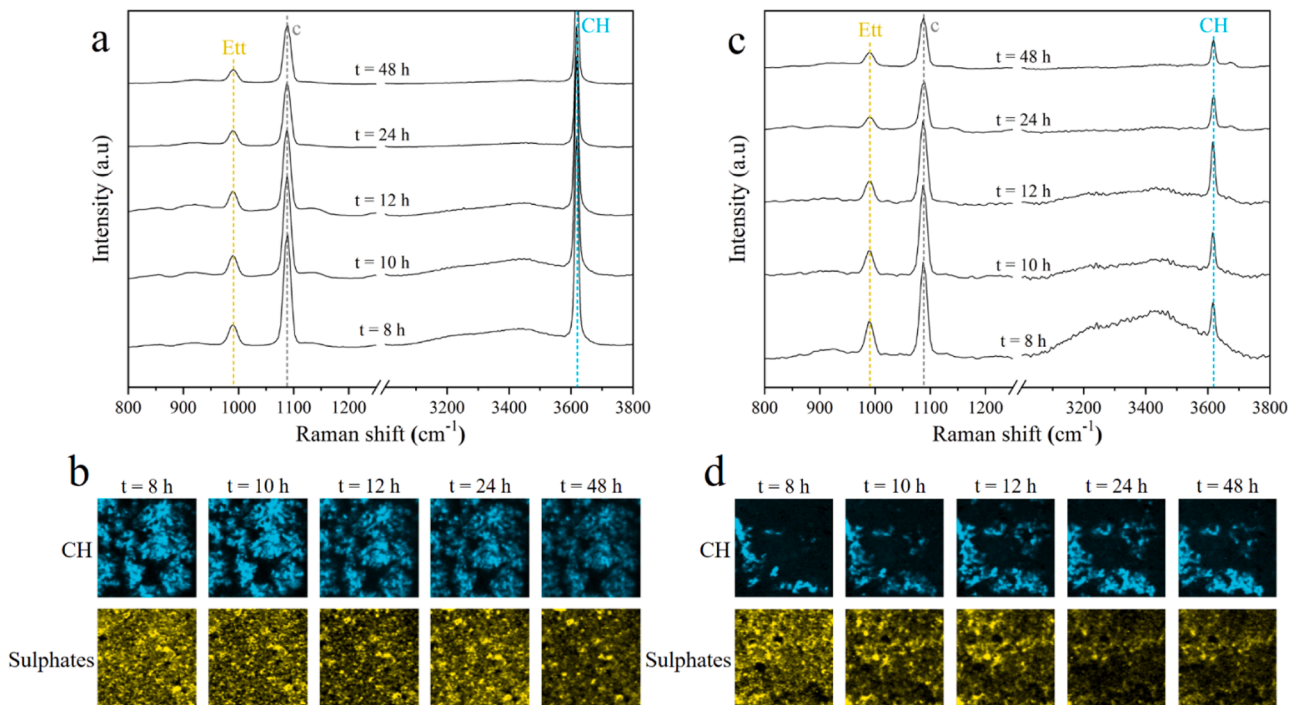 a
Ett
c
CH
t = 48 h
t = 24 h
t = 12 h
t = 10 h
t = 8 h
Intensity (a.u)
800 900 1000 1100 1200 3200 3400 3600 3800
Raman shift (cm⁻¹)
c
Ett
c
CH
t = 48 h
t = 24 h
t = 12 h
t = 10 h
t = 8 h
Intensity (a.u)
800 900 1000 1100 1200 3200 3400 3600 3800
Raman shift (cm⁻¹)
b
t = 8 h t = 10 h t = 12 h t = 24 h t = 48 h
CH
Sulphates
d
t = 8 h t = 10 h t = 12 h t = 24 h t = 48 h
CH
Sulphates